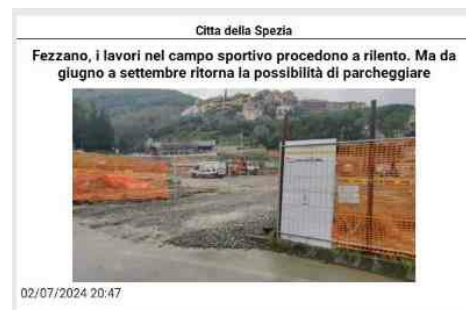 Citta della Spezia
Fezzano, i lavori nel campo sportivo procedono a rilento. Ma da
giugno a settembre ritorna la possibilità di parcheggiare
02/07/2024 20:47